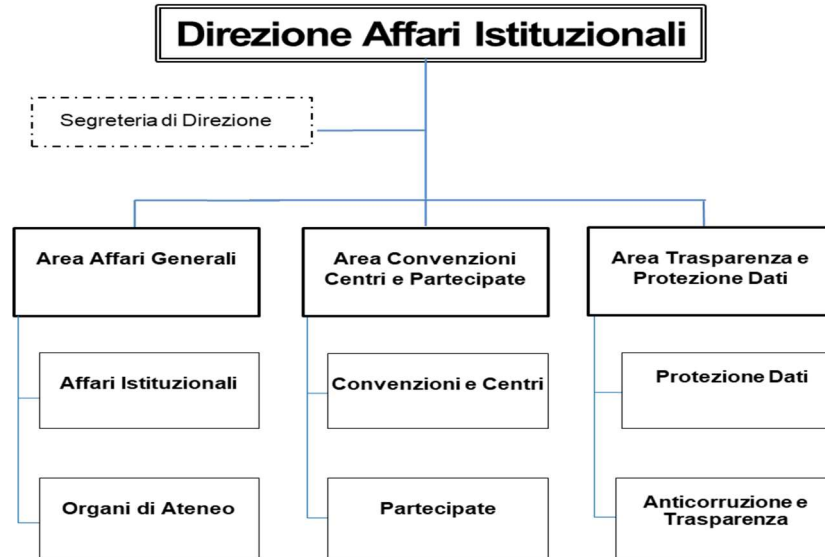 Direzione Affari Istituzionali
Segreteria di Direzione
Area Affari Generali
Area Convenzioni
Centri e Partecipate
Area Trasparenza e
Protezione Dati
Affari Istituzionali
Convenzioni e Centri
Protezione Dati
Organi di Ateneo
Partecipate
Anticorruzione e
Trasparenza